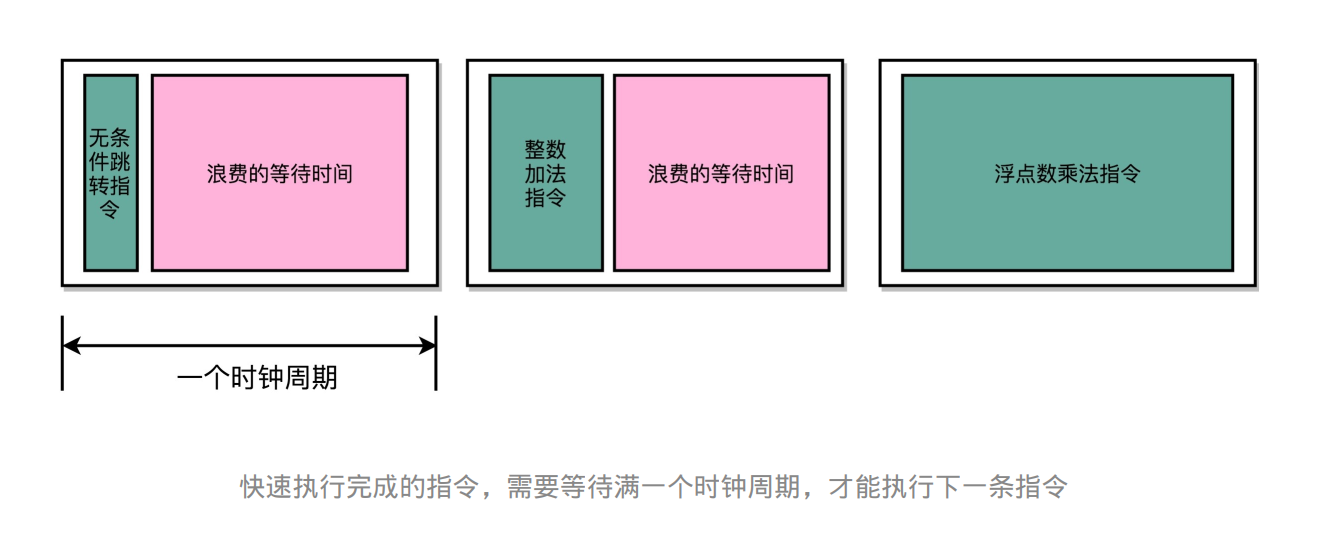 无条
件跳
转指
令
浪费的等待时间
整数
加法
指令
浪费的等待时间
浮点数乘法指令
一个时钟周期
快速执行完成的指令，需要等待满一个时钟周期，才能执行下一条指令